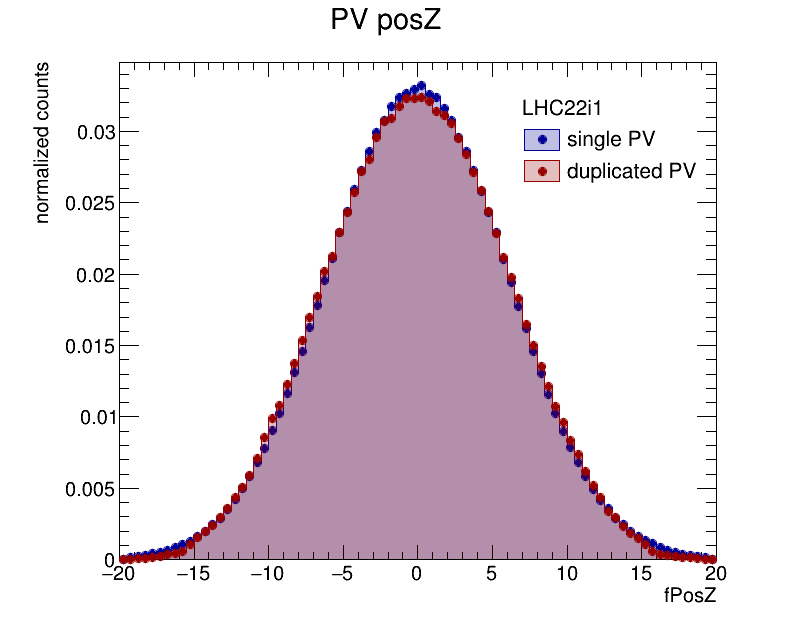 PV posZ
normalized counts
LHC22i1
single PV
duplicated PV
0.03
0.025
0.02
0.015
0.01
0.005
0
−20
−15
−10
−5
0
5
10
15
20
fPosZ